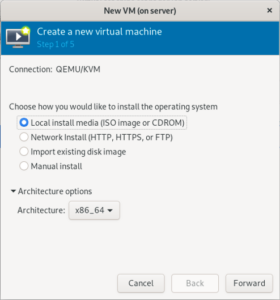 New VM (on server)
Create a new virtual machine
Step 1 of 5
Connection: QEMU/KVM
Choose how you would like to install the operating system
Local install media (ISO image or CDROM)
Network Install (HTTP, HTTPS, or FTP)
Import existing disk image
Manual install
Architecture options
Architecture: x86_64
Cancel Back Forward